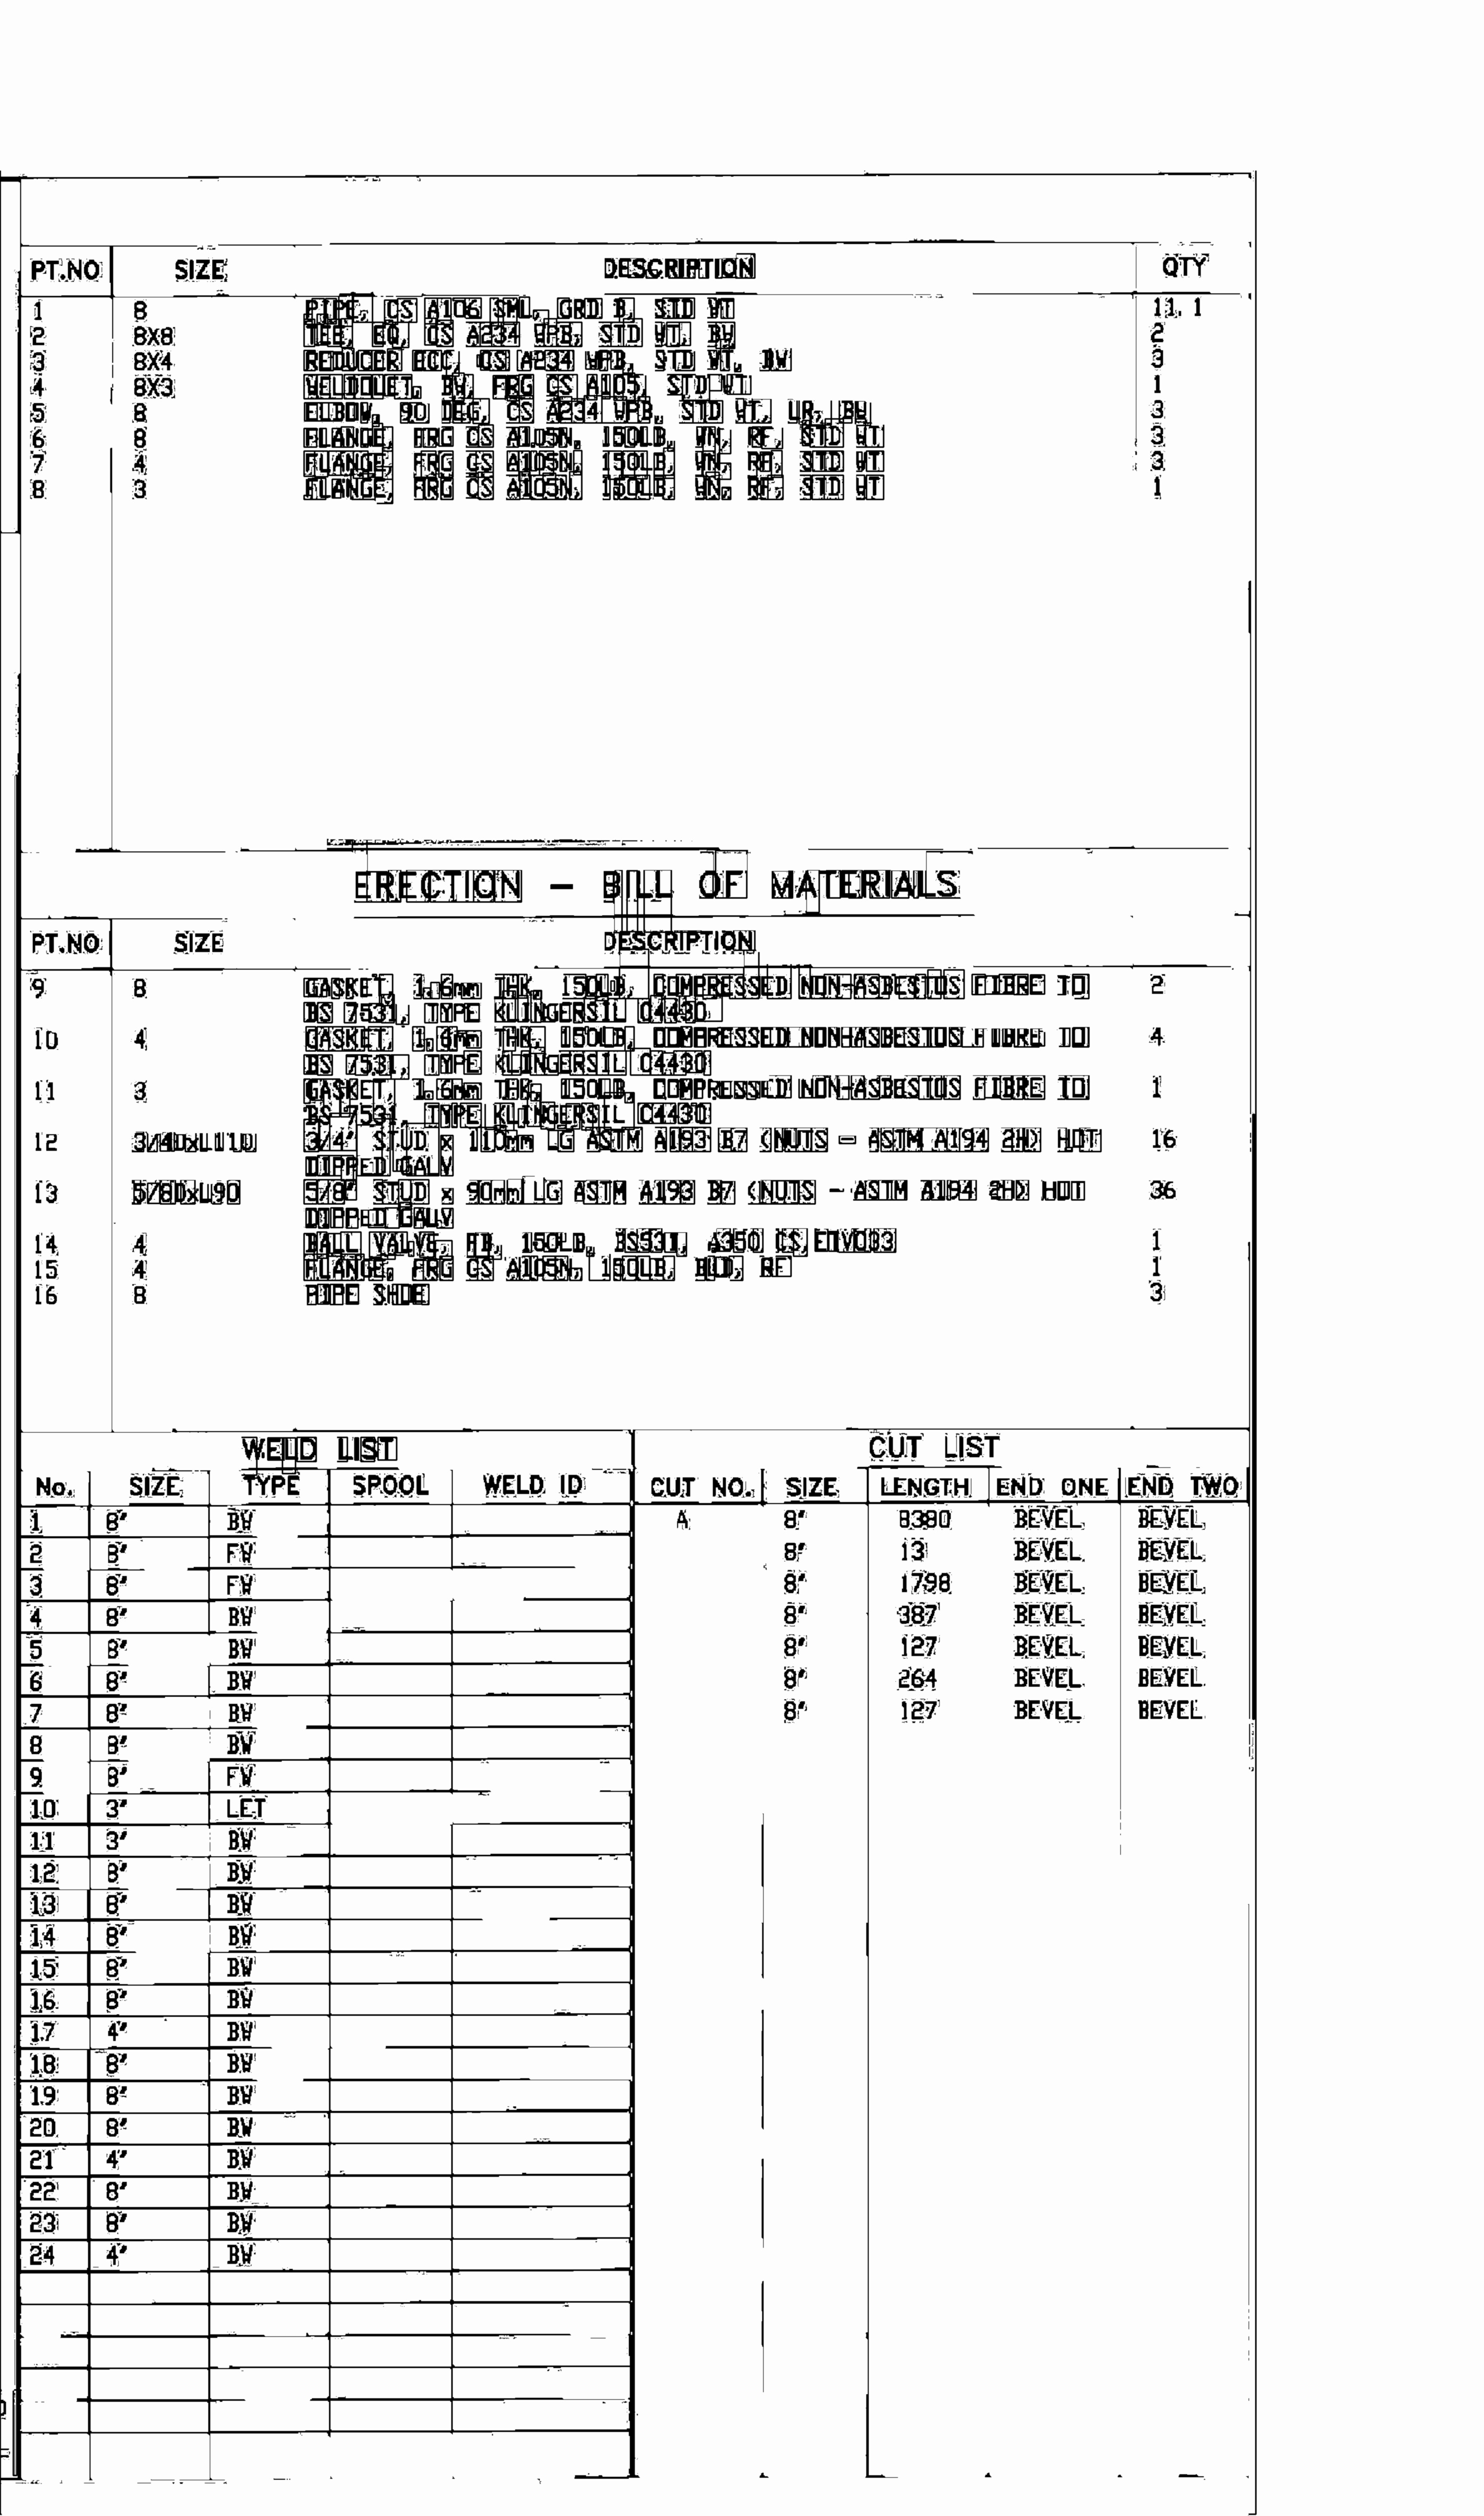 PT.NO SIZE DESCRIPTION QTY
1 8 PIPE, CS A106 SML, GRD B, STD WT 11.1
2 8X8 TEE, EQ, CS A234 WPB, STD WT, BW 2
3 8X4 REDUCER ECC, CS A234 WPB, STD WT, BW 3
4 8X3 WELDOLET, BW, FRG CS A105, STD WT 1
5 8 ELBOW, 90 DEG, CS A234 WPB, STD WT, LR, BW 3
6 8 FLANGE, FRG CS A105N, 150LB, WN, RF, STD WT 3
7 4 FLANGE, FRG CS A105N, 150LB, WN, RF, STD WT 3
8 3 FLANGE, FRG CS A105N, 150LB, WN, RF, STD WT 1
ERECTION - BILL OF MATERIALS
PT.NO SIZE DESCRIPTION
9 8 GASKET, 1.6mm THK, 150LB, COMPRESSED NON-ASBESTOS FIBRE TO 2
BS 7531, TYPE KLINGERSIL C4430
10 4 GASKET, 1.6mm THK, 150LB, COMPRESSED NON-ASBESTOS FIBRE TO 4
BS 7531, TYPE KLINGERSIL C4430
11 3 GASKET, 1.6mm THK, 150LB, COMPRESSED NON-ASBESTOS FIBRE TO 1
BS 7531, TYPE KLINGERSIL C4430
12 3/4DxL110 3/4" STUD x 110mm LG ASTM A193 B7 (NUTS - ASTM A194 2H) HOT 16
DIPPED GALV
13 5/8DxL90 5/8" STUD x 90mm LG ASTM A193 B7 (NUTS - ASTM A194 2H) HOT 36
DIPPED GALV
14 4 BALL VALVE, FB, 150LB, A350 CS, 1
15 4 FLANGE, FRG CS A105N, 150LB, BLD, RF 1
16 8 PIPE SHOE 3
WELD LIST CUT LIST
No. SIZE TYPE SPOOL WELD ID CUT NO. SIZE LENGTH END ONE END TWO
1 8" BW A 8" 8380 BEVEL BEVEL
2 8" FW 8" 13 BEVEL BEVEL
3 8" FW 8" 1798 BEVEL BEVEL
4 8" BW 8" 387 BEVEL BEVEL
5 8" BW 8" 127 BEVEL BEVEL
6 8" BW 8" 264 BEVEL BEVEL
7 8" BW 8" 127 BEVEL BEVEL
8 8" BW
9 8" FW
10 3" LET
11 3" BW
12 8" BW
13 8" BW
14 8" BW
15 8" BW
16 8" BW
17 4" BW
18 8" BW
19 8" BW
20 8" BW
21 4" BW
22 8" BW
23 8" BW
24 4" BW